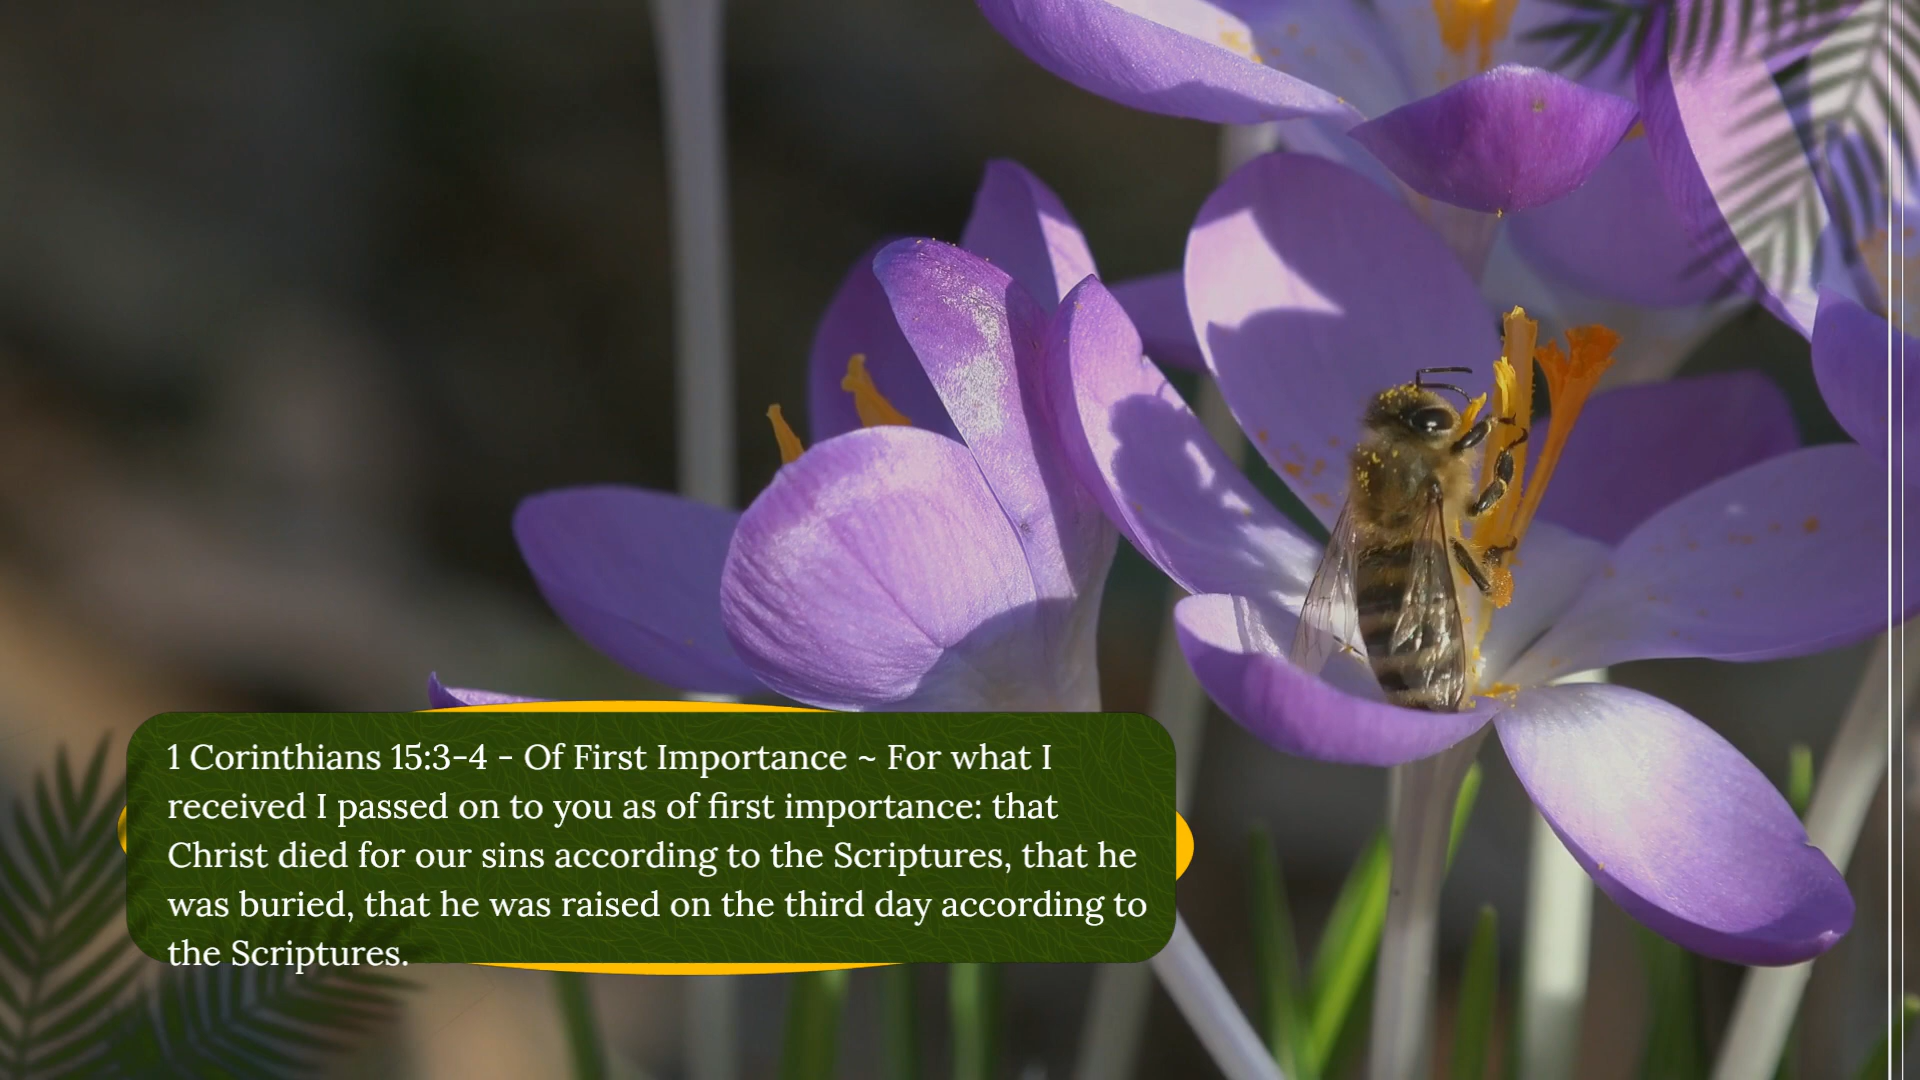 1 Corinthians 15:3-4 - Of First Importance ~ For what I
received I passed on to you as of first importance: that
Christ died for our sins according to the Scriptures, that he
was buried, that he was raised on the third day according to
the Scriptures.